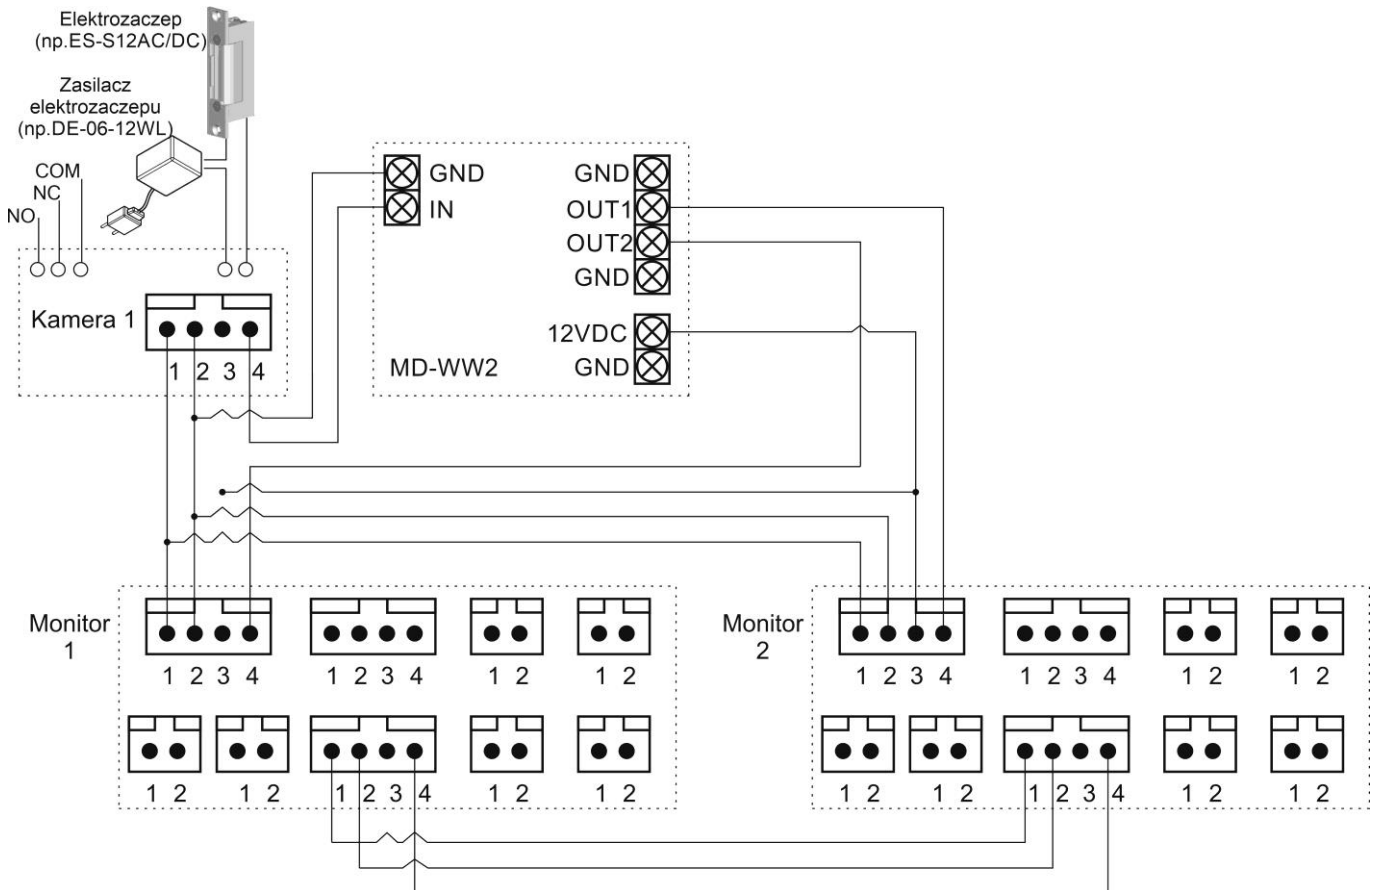 Elektrozaczep
(np.ES-S12AC/DC)
Zasilacz
elektrozaczepu
(np.DE-06-12WL)
COM
NC
NO
Kamera 1
1 2 3 4
GND
IN
GND
OUT1
OUT2
GND
12VDC
GND
MD-WW2
Monitor
1
1 2 3 4
1 2 3 4
1 2
1 2
1 2
1 2
1 2 3 4
1 2
1 2
Monitor
2
1 2 3 4
1 2 3 4
1 2
1 2
1 2
1 2
1 2 3 4
1 2
1 2